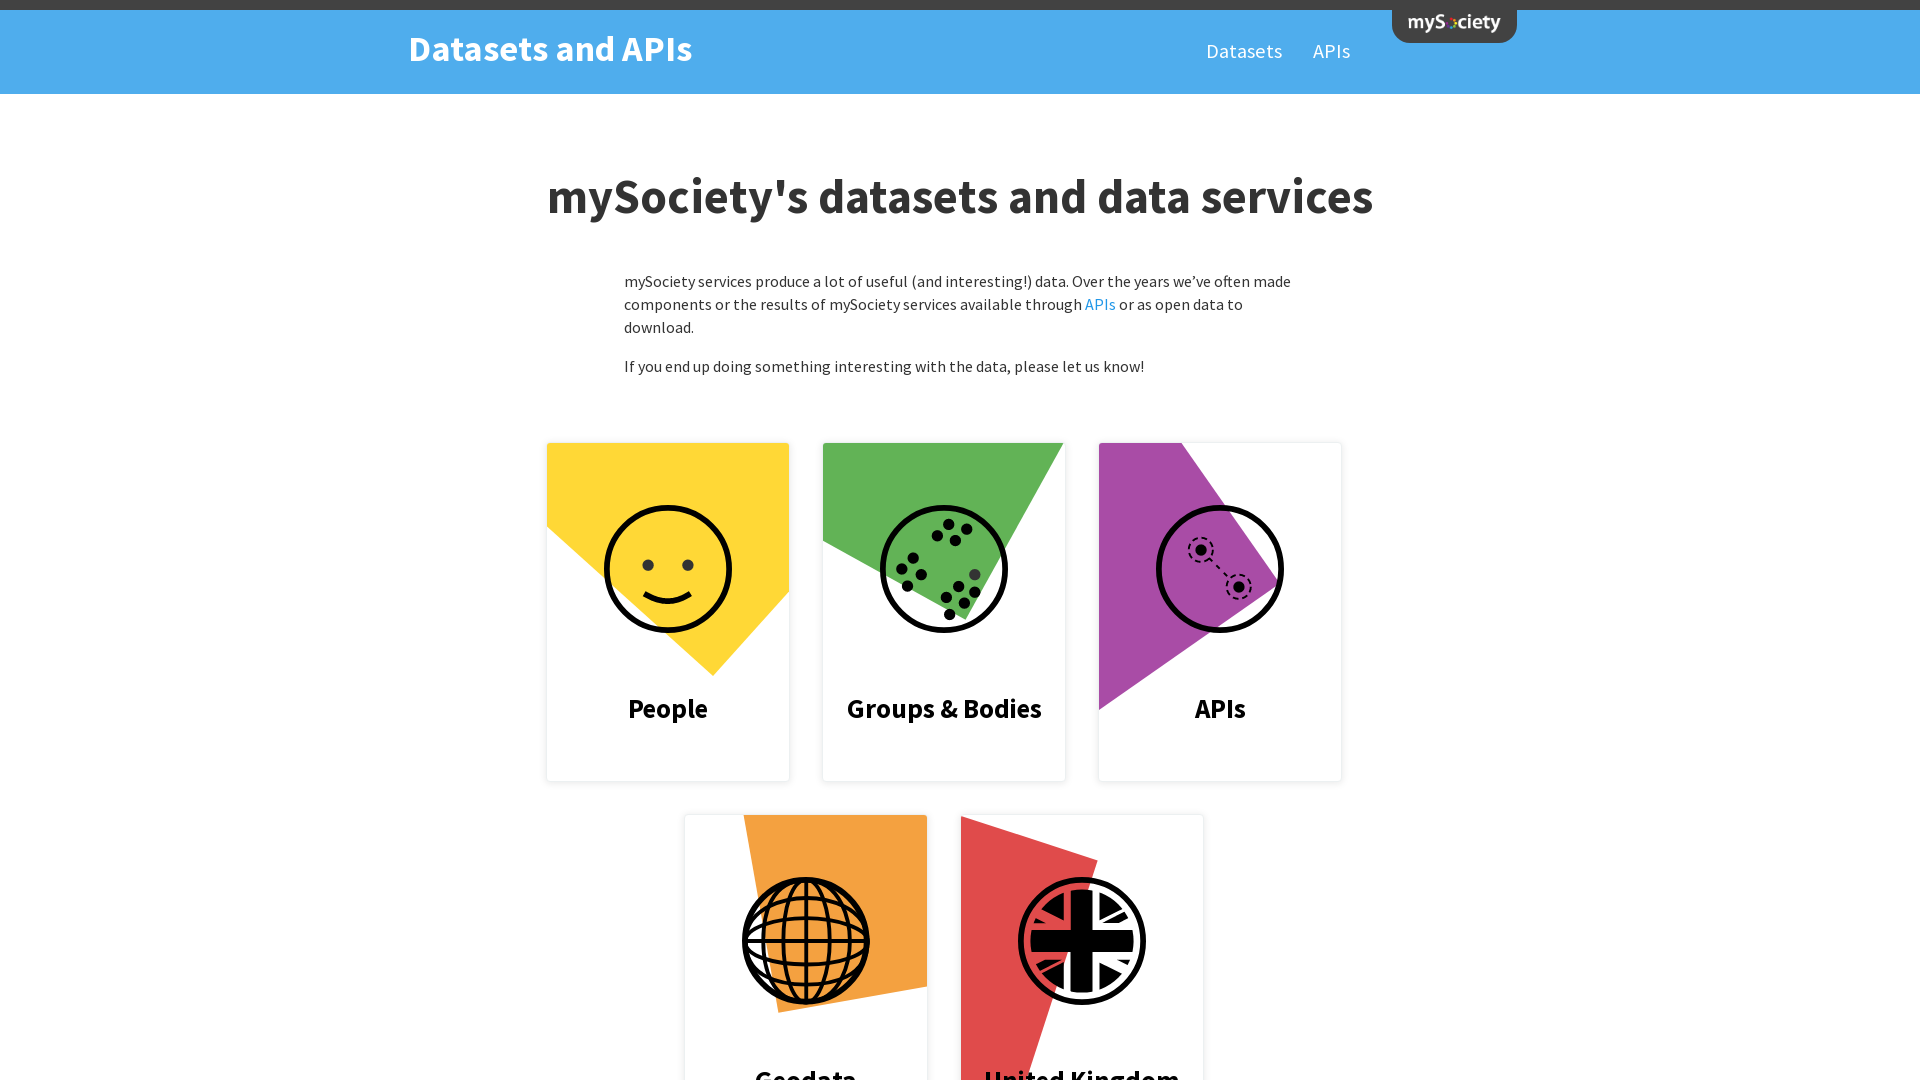 mySociety
Datasets and APIs
Datasets
APIs
mySociety's datasets and data services
mySociety services produce a lot of useful (and interesting!) data. Over the years we’ve often made
components or the results of mySociety services available through APIs or as open data to
download.
If you end up doing something interesting with the data, please let us know!
People
Groups & Bodies
APIs
Geodata
United Kingdom